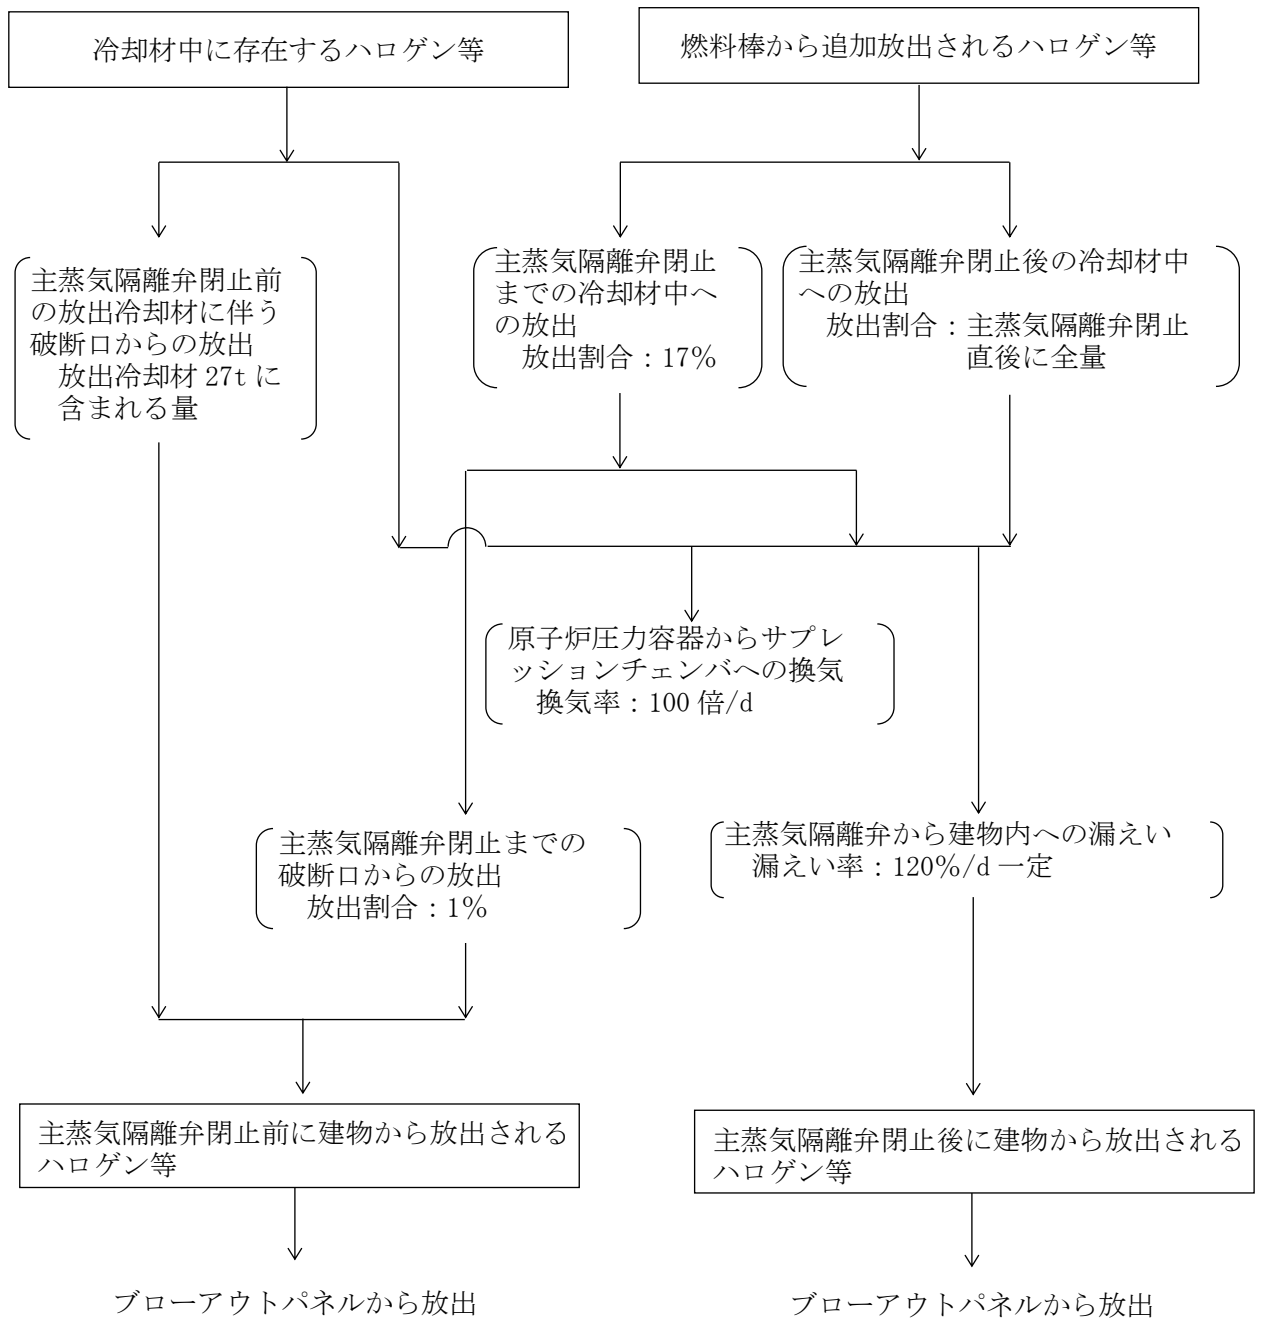 冷却材中に存在するハロゲン等
燃料棒から追加放出されるハロゲン等
主蒸気隔離弁閉止前
の放出冷却材に伴う
破断口からの放出
放出冷却材 27t に
含まれる量
主蒸気隔離弁閉止
までの冷却材中へ
の放出
放出割合：17%
主蒸気隔離弁閉止後の冷却材中
への放出
放出割合：主蒸気隔離弁閉止
直後に全量
原子炉圧力容器からサプレ
ッションチェンバへの換気
換気率：100 倍/d
主蒸気隔離弁閉止までの
破断口からの放出
放出割合：1%
主蒸気隔離弁から建物内への漏えい
漏えい率：120%/d 一定
主蒸気隔離弁閉止前に建物から放出される
ハロゲン等
主蒸気隔離弁閉止後に建物から放出される
ハロゲン等
ブローアウトパネルから放出
ブローアウトパネルから放出